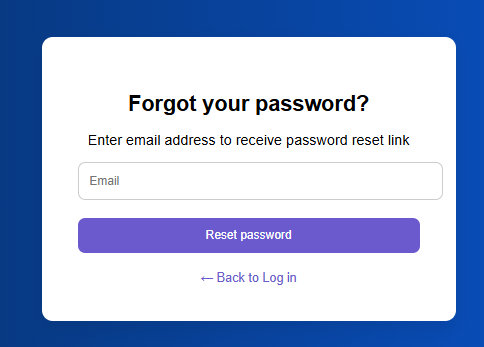 Forgot your password?
Enter email address to receive password reset link
Email
Reset password
← Back to Log in